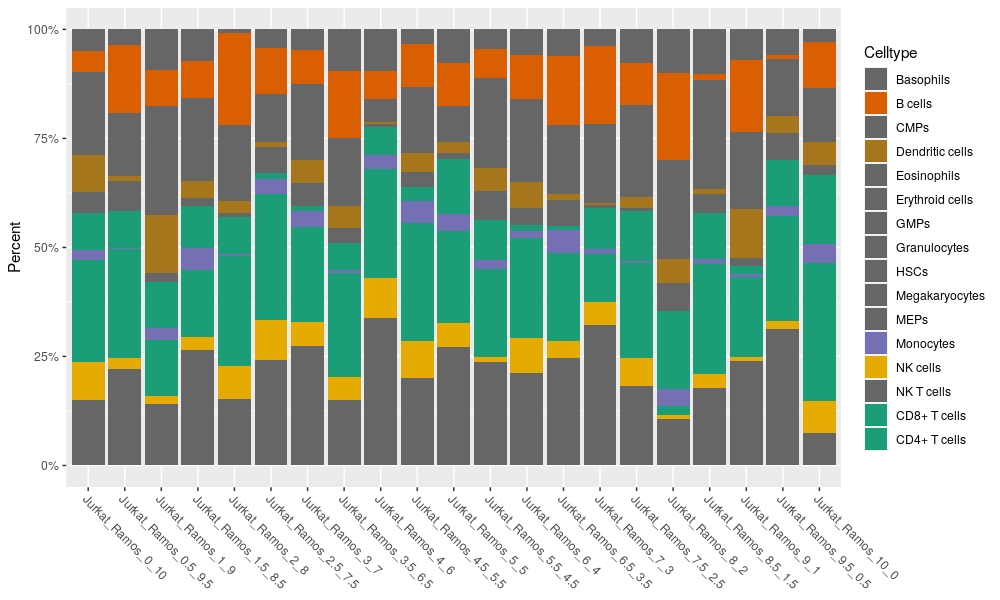 100%
75%
50%
25%
0%
Percent
Jurkat_Ramos_0_10
Jurkat_Ramos_0.5_9.5
Jurkat_Ramos_1_9
Jurkat_Ramos_1.5_8.5
Jurkat_Ramos_2_8
Jurkat_Ramos_2.5_7.5
Jurkat_Ramos_3_7
Jurkat_Ramos_3.5_6.5
Jurkat_Ramos_4_6
Jurkat_Ramos_4.5_5.5
Jurkat_Ramos_5_5
Jurkat_Ramos_5.5_4.5
Jurkat_Ramos_6_4
Jurkat_Ramos_6.5_3.5
Jurkat_Ramos_7_3
Jurkat_Ramos_7.5_2.5
Jurkat_Ramos_8_2
Jurkat_Ramos_8.5_1.5
Jurkat_Ramos_9_1
Jurkat_Ramos_9.5_0.5
Jurkat_Ramos_10_0
Celltype
Basophils
B cells
CMPs
Dendritic cells
Eosinophils
Erythroid cells
GMPs
Granulocytes
HSCs
Megakaryocytes
MEPs
Monocytes
NK cells
NK T cells
CD8+ T cells
CD4+ T cells